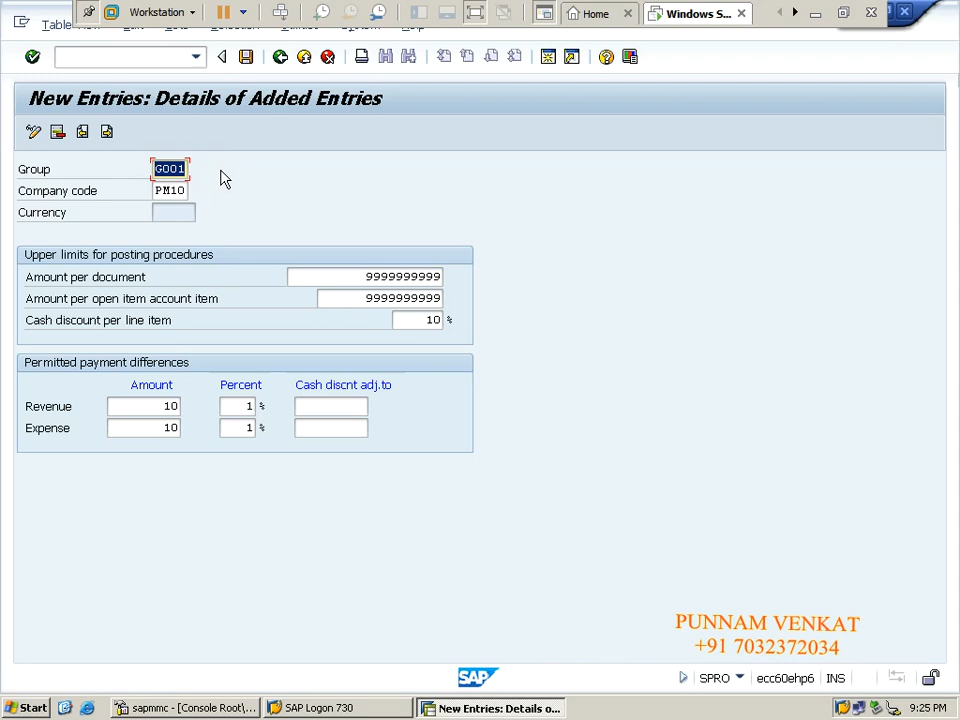 Workstation
Home
Windows S...
New Entries: Details of Added Entries
Group G001
Company code PM10
Currency
Upper limits for posting procedures
Amount per document 9999999999
Amount per open item account item 9999999999
Cash discount per line item 10 %
Permitted payment differences
Amount Percent Cash discnt adj.to
Revenue 10 1 %
Expense 10 1 %
PUNNAM VENKAT
+91 7032372034
SAP
SPRO ecc60ehp6 INS
Start sapmmc - [Console Root\... SAP Logon 730 New Entries: Details o... 9:25 PM